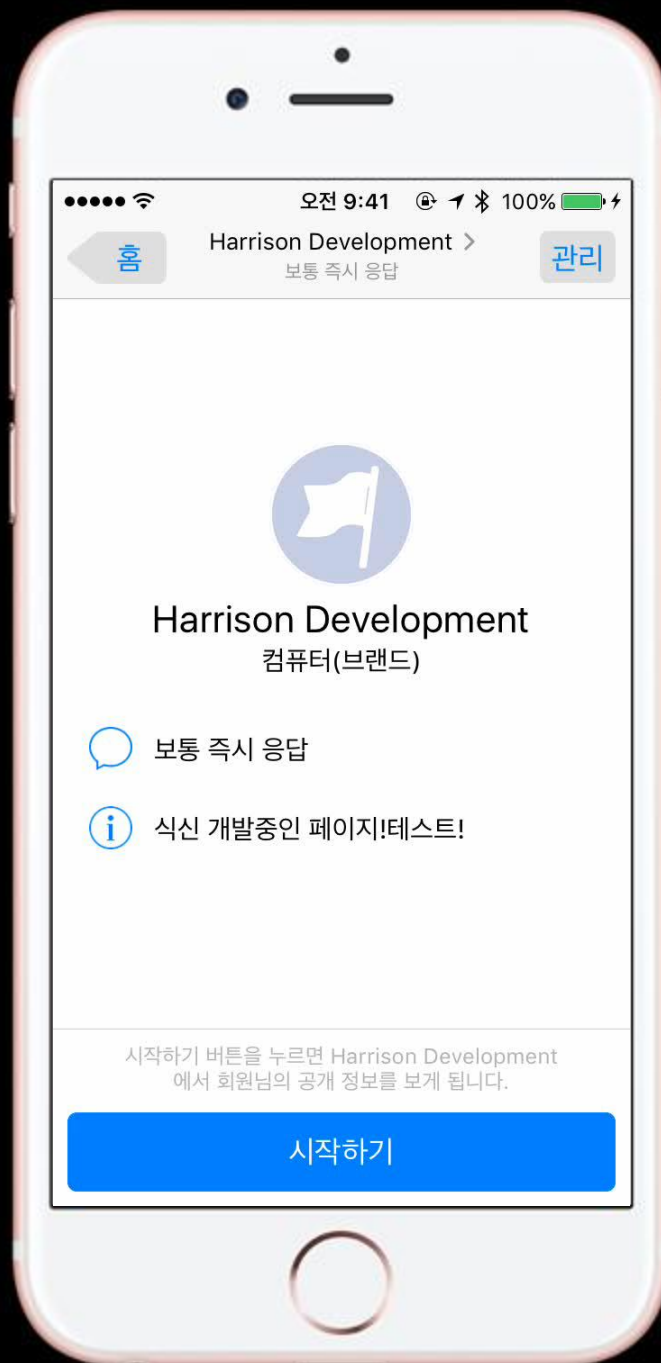 오전 9:41 100%
홈 Harrison Development > 관리
보통 즉시 응답
Harrison Development
컴퓨터(브랜드)
보통 즉시 응답
i 식신 개발중인 페이지!테스트!
시작하기 버튼을 누르면 Harrison Development
에서 회원님의 공개 정보를 보게 됩니다.
시작하기